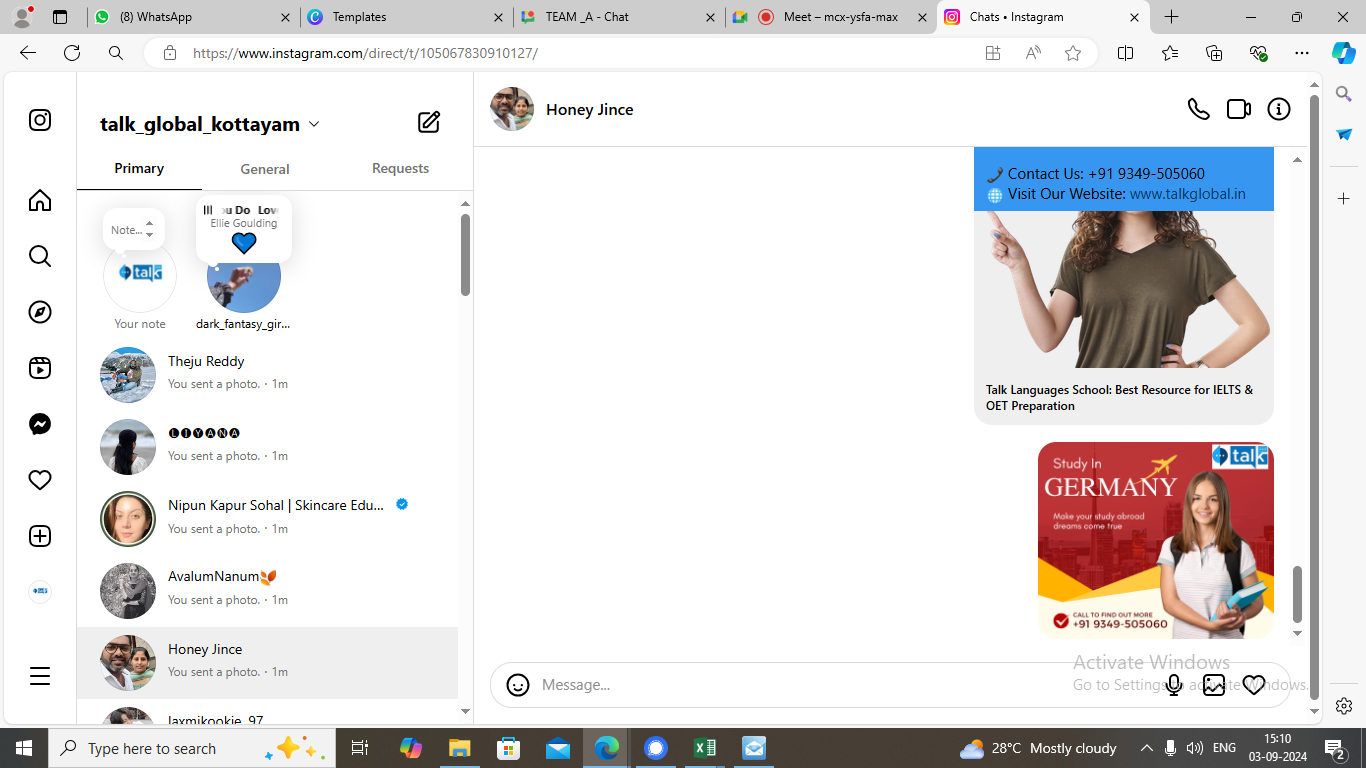 (8) WhatsApp
Templates
TEAM _A - Chat
Meet – mcx-ysfa-max
Chats • Instagram
https://www.instagram.com/direct/t/105067830910127/
talk_global_kottayam
Primary
General
Requests
Note...
ou Do
Ellie Goulding
talk
Your note
dark_fantasy_gir...
Theju Reddy
You sent a photo. · 1m
🅛🅘🅨🅐🅝🅐
You sent a photo. · 1m
Nipun Kapur Sohal | Skincare Edu...
You sent a photo. · 1m
AvalumNanum
You sent a photo. · 1m
Honey Jince
You sent a photo. · 1m
laxmikookie_97
Honey Jince
Contact Us: +91 9349-505060
Visit Our Website: www.talkglobal.in
Talk Languages School: Best Resource for IELTS &
OET Preparation
talk
Study In
GERMANY
Make your study abroad
dreams come true
CALL TO FIND OUT MORE
+91 9349-505060
Message...
Activate Windows
Go to Settings to activate Windows.
Type here to search
28°C Mostly cloudy
ENG
15:10
03-09-2024
2